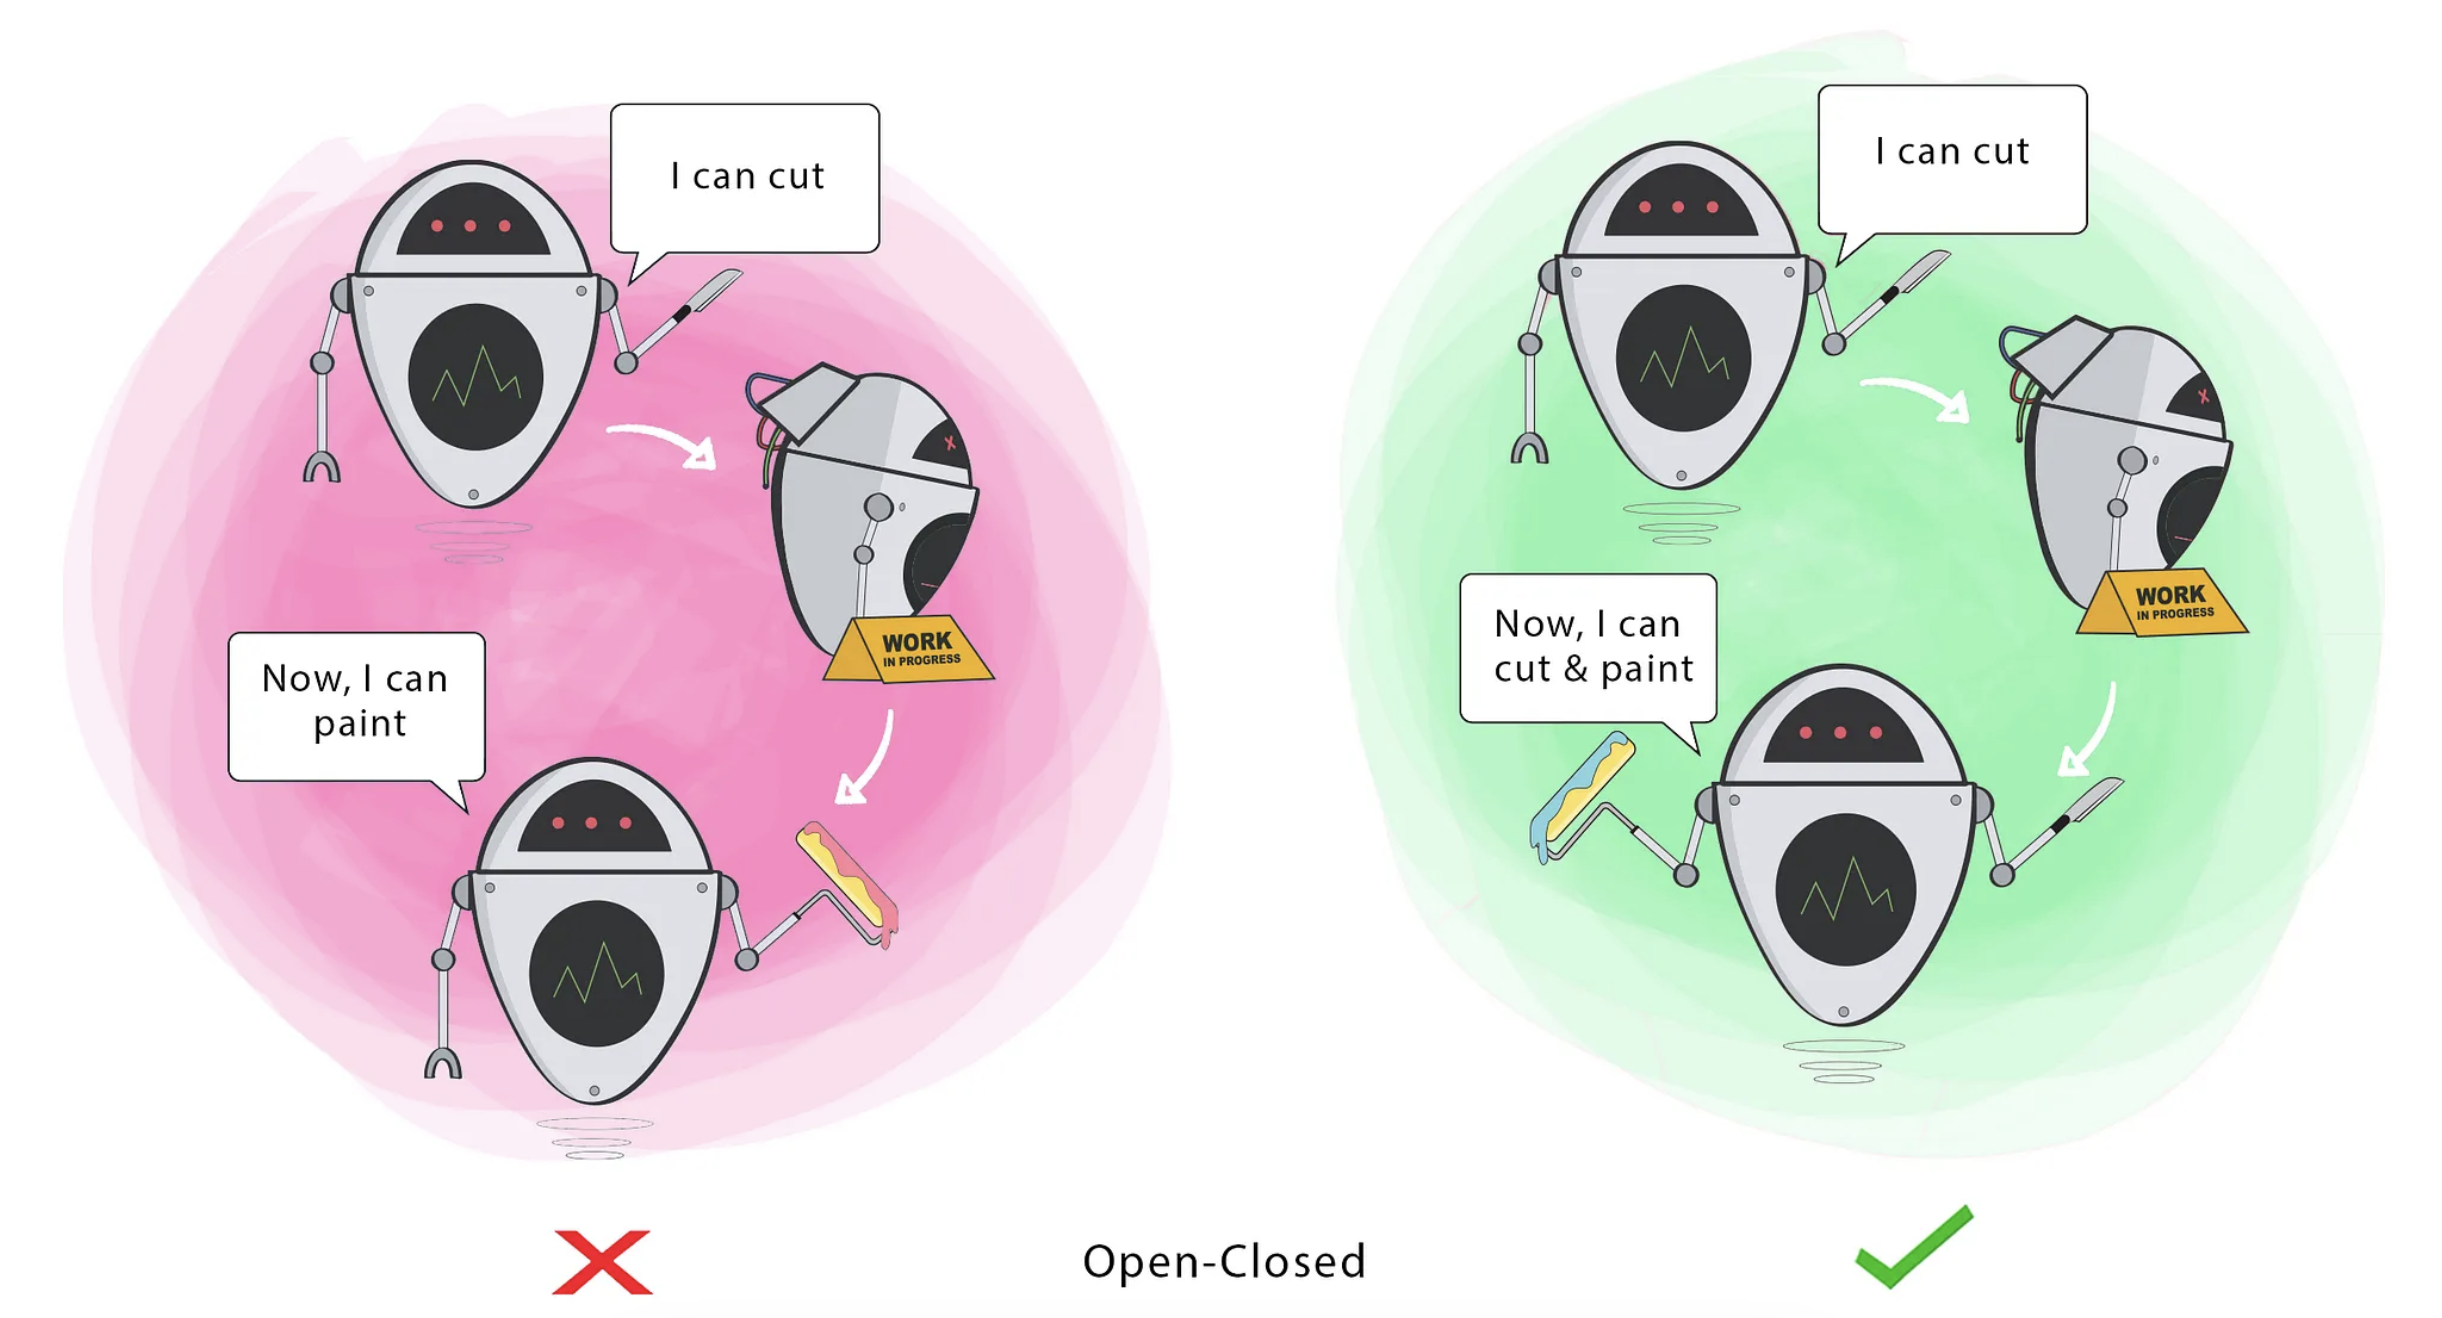 I can cut
WORK
IN PROGRESS
Now, I can
paint
I can cut
WORK
IN PROGRESS
Now, I can
cut & paint
Open-Closed